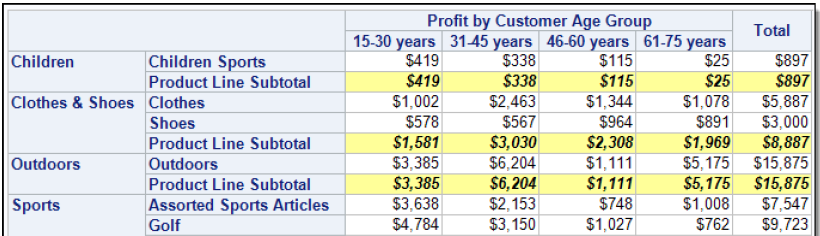 Profit by Customer Age Group Total
15-30 years 31-45 years 46-60 years 61-75 years
Children Children Sports $419 $338 $115 $25 $897
Product Line Subtotal $419 $338 $115 $25 $897
Clothes & Shoes Clothes $1,002 $2,463 $1,344 $1,078 $5,887
Shoes $578 $567 $964 $891 $3,000
Product Line Subtotal $1,581 $3,030 $2,308 $1,969 $8,887
Outdoors Outdoors $3,385 $6,204 $1,111 $5,175 $15,875
Product Line Subtotal $3,385 $6,204 $1,111 $5,175 $15,875
Sports Assorted Sports Articles $3,638 $2,153 $748 $1,008 $7,547
Golf $4,784 $3,150 $1,027 $762 $9,723